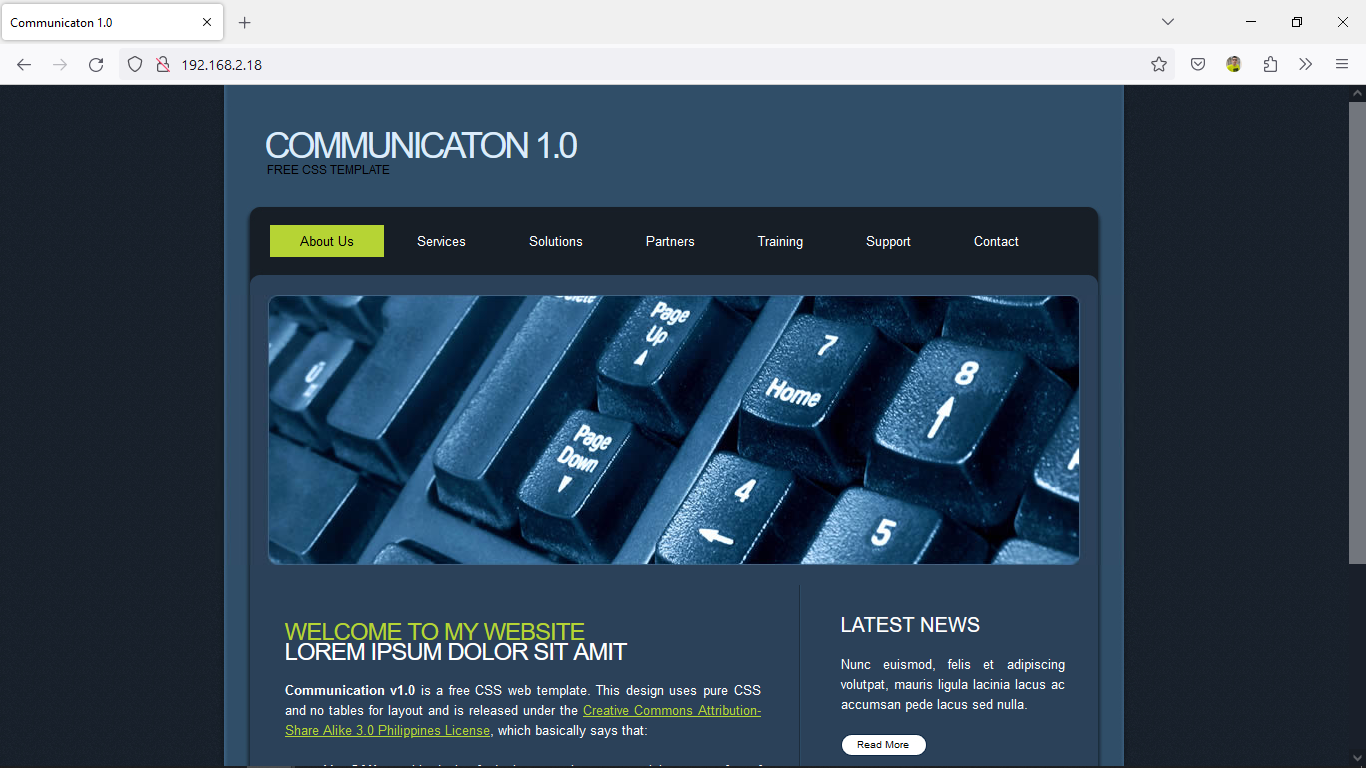 Communicaton 1.0
192.168.2.18
COMMUNICATON 1.0
FREE CSS TEMPLATE
About Us Services Solutions Partners Training Support Contact
Delete
Page Up
7 Home
8
Page Down
4
5
WELCOME TO MY WEBSITE
LOREM IPSUM DOLOR SIT AMIT
Communication v1.0 is a free CSS web template. This design uses pure CSS
and no tables for layout and is released under the Creative Commons Attribution-
Share Alike 3.0 Philippines License, which basically says that:
LATEST NEWS
Nunc euismod, felis et adipiscing
volutpat, mauris ligula lacinia lacus ac
accumsan pede lacus sed nulla.
Read More